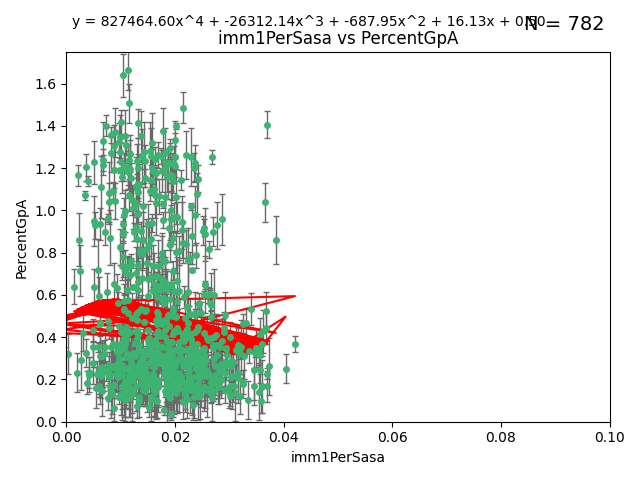 y = 827464.60x^4 + -26312.14x^3 + -687.95x^2 + 16.13x + 0.50
N = 782
imm1PerSasa vs PercentGpA
PercentGpA
1.6
1.4
1.2
1.0
0.8
0.6
0.4
0.2
0.0
0.00 0.02 0.04 0.06 0.08 0.10
imm1PerSasa